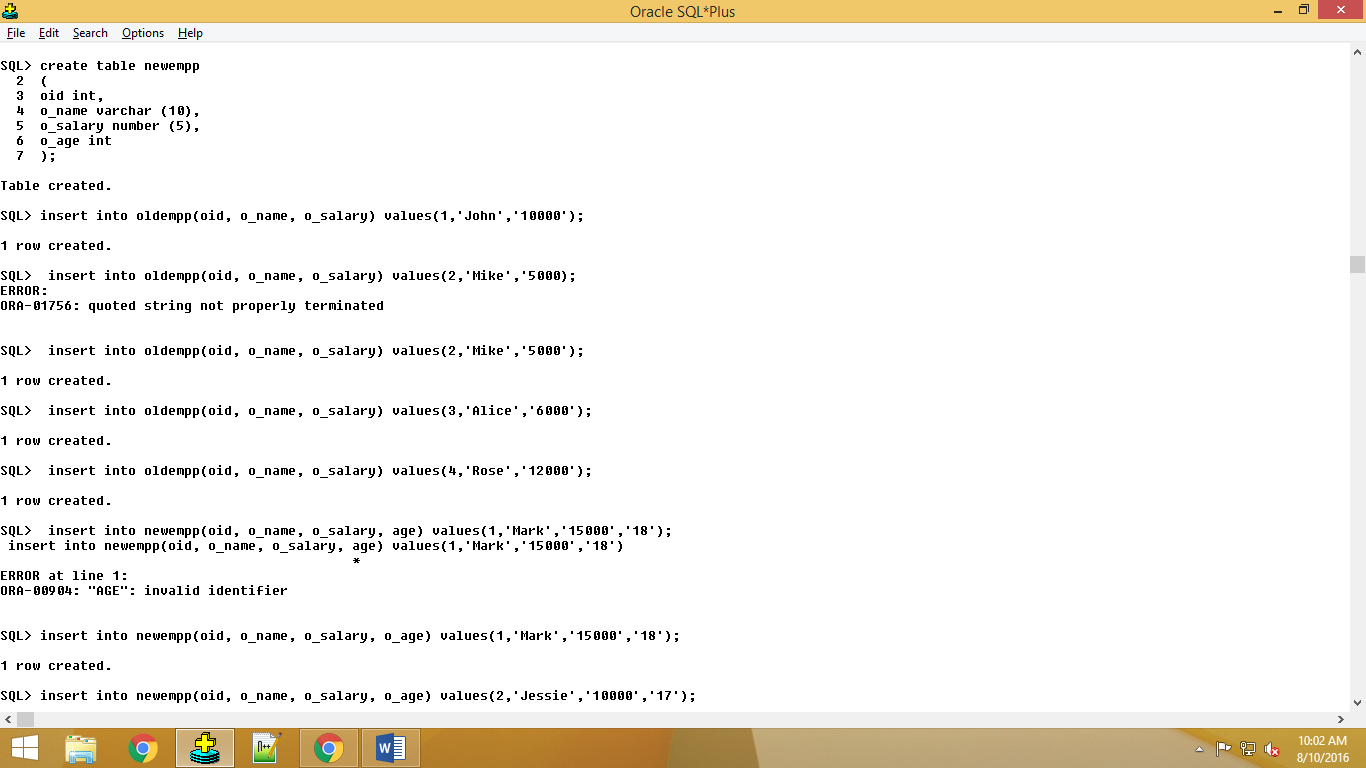 Oracle SQL*Plus
File Edit Search Options Help
SQL> create table newempp
2 (
3 oid int,
4 o_name varchar (10),
5 o_salary number (5),
6 o_age int
7 );
Table created.
SQL> insert into oldempp(oid, o_name, o_salary) values(1,'John','10000');
1 row created.
SQL>  insert into oldempp(oid, o_name, o_salary) values(2,'Mike','5000);
ERROR:
ORA-01756: quoted string not properly terminated
SQL>  insert into oldempp(oid, o_name, o_salary) values(2,'Mike','5000');
1 row created.
SQL>  insert into oldempp(oid, o_name, o_salary) values(3,'Alice','6000');
1 row created.
SQL>  insert into oldempp(oid, o_name, o_salary) values(4,'Rose','12000');
1 row created.
SQL>  insert into newempp(oid, o_name, o_salary, age) values(1,'Mark','15000','18');
insert into newempp(oid, o_name, o_salary, age) values(1,'Mark','15000','18')
*
ERROR at line 1:
ORA-00904: "AGE": invalid identifier
SQL> insert into newempp(oid, o_name, o_salary, o_age) values(1,'Mark','15000','18');
1 row created.
SQL> insert into newempp(oid, o_name, o_salary, o_age) values(2,'Jessie','10000','17');
10:02 AM
8/10/2016